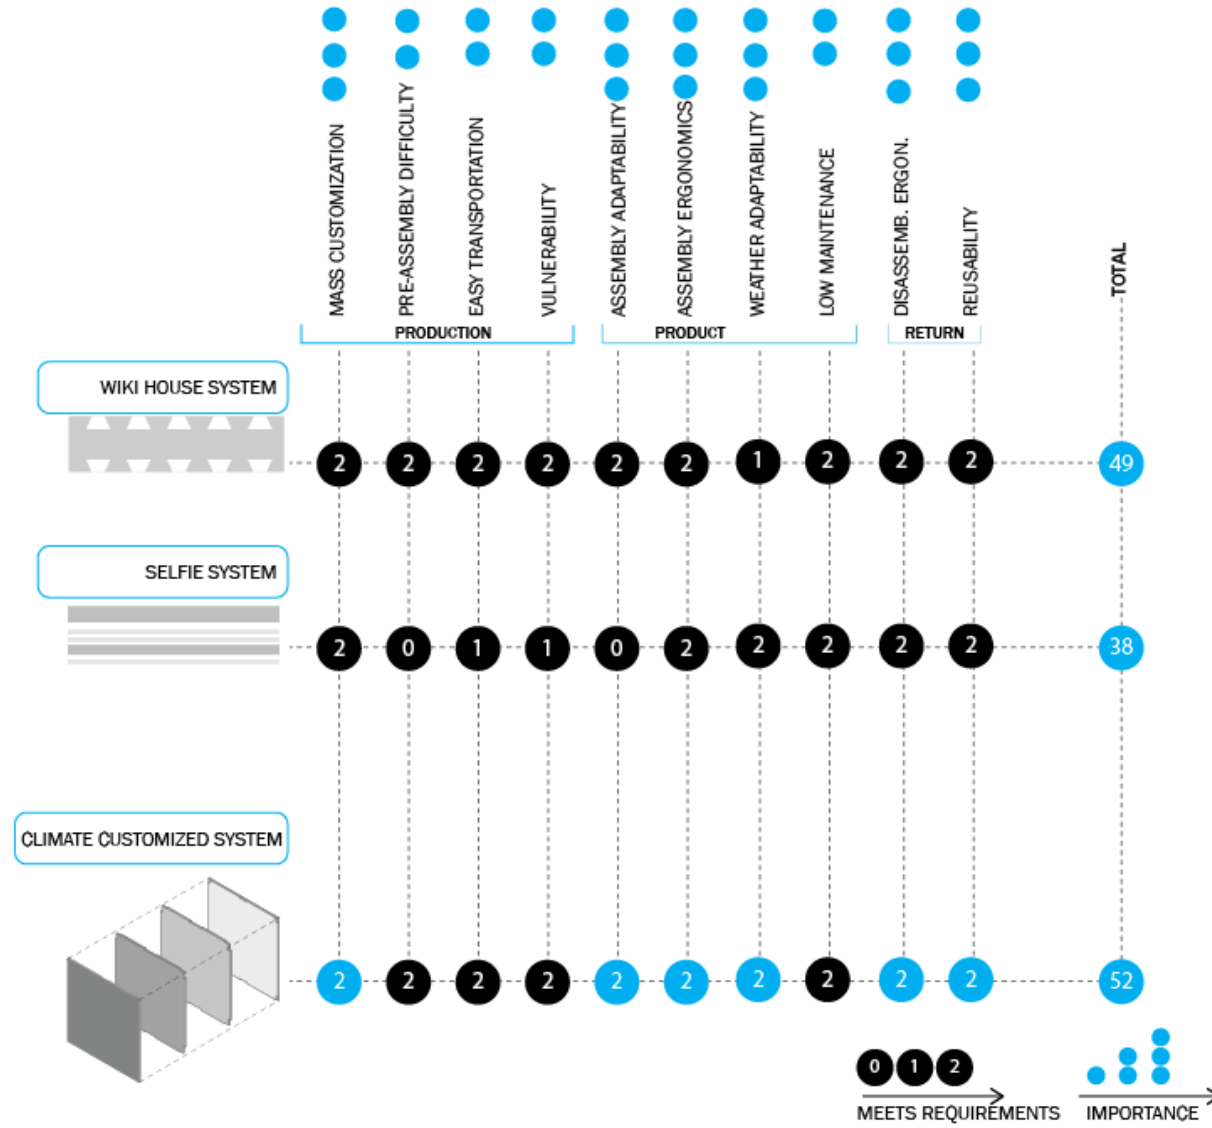 MASS CUSTOMIZATION
PRE-ASSEMBLY DIFFICULTY
EASY TRANSPORTATION
VULNERABILITY
ASSEMBLY ADAPTABILITY
ASSEMBLY ERGONOMICS
WEATHER ADAPTABILITY
LOW MAINTENANCE
DISASSEMB. ERGON.
REUSABILITY
TOTAL
PRODUCTION
PRODUCT
RETURN
WIKI HOUSE SYSTEM
2 2 2 2 2 2 1 2 2 2 49
SELFIE SYSTEM
2 0 1 1 0 2 2 2 2 2 38
CLIMATE CUSTOMIZED SYSTEM
2 2 2 2 2 2 2 2 2 2 52
0 1 2
MEETS REQUIREMENTS
IMPORTANCE